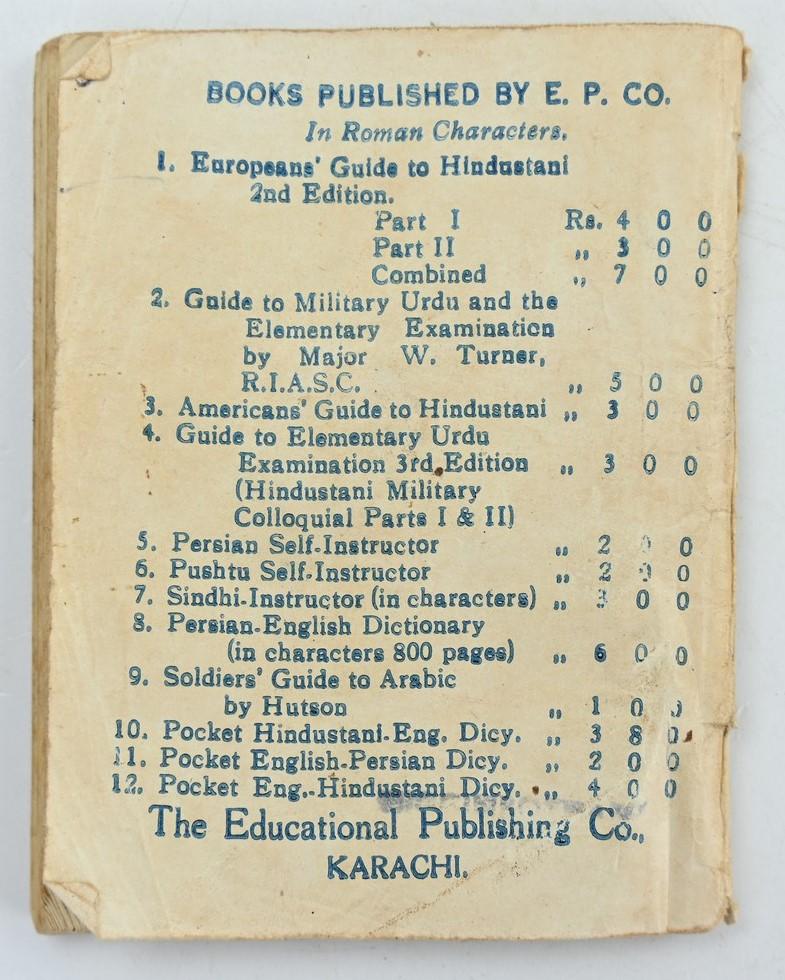 BOOKS PUBLISHED BY E. P. CO.
In Roman Characters.
1. Europeans' Guide to Hindustani
2nd Edition.
Part I Rs. 4 0 0
Part II „ 3 0 0
Combined „ 7 0 0
2. Guide to Military Urdu and the
Elementary Examination
by Major W. Turner,
R.I.A.S.C. „ 5 0 0
3. Americans' Guide to Hindustani „ 3 0 0
4. Guide to Elementary Urdu
Examination 3rd Edition „ 3 0 0
(Hindustani Military
Colloquial Parts I & II)
5. Persian Self-Instructor „ 2 0 0
6. Pushtu Self-Instructor „ 2 0 0
7. Sindhi-Instructor (in characters) „ 3 0 0
8. Persian-English Dictionary
(in characters 800 pages) „ 6 0 0
9. Soldiers' Guide to Arabic
by Hutson „ 1 0 0
10. Pocket Hindustani-Eng. Dicy. „ 3 8 0
11. Pocket English-Persian Dicy. „ 2 0 0
12. Pocket Eng.-Hindustani Dicy. „ 4 0 0
The Educational Publishing Co.,
KARACHI.